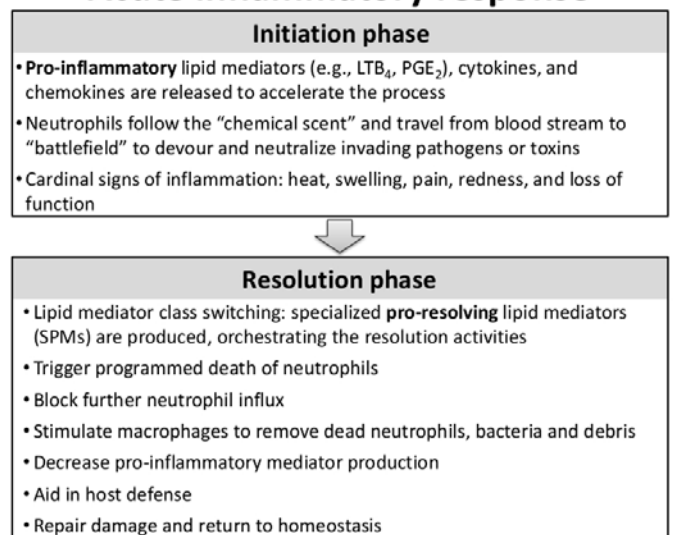 Initiation phase
• Pro-inflammatory lipid mediators (e.g., LTB₄, PGE₂), cytokines, and
chemokines are released to accelerate the process
• Neutrophils follow the “chemical scent” and travel from blood stream to
“battlefield” to devour and neutralize invading pathogens or toxins
• Cardinal signs of inflammation: heat, swelling, pain, redness, and loss of
function
Resolution phase
• Lipid mediator class switching: specialized pro-resolving lipid mediators
(SPMs) are produced, orchestrating the resolution activities
• Trigger programmed death of neutrophils
• Block further neutrophil influx
• Stimulate macrophages to remove dead neutrophils, bacteria and debris
• Decrease pro-inflammatory mediator production
• Aid in host defense
• Repair damage and return to homeostasis